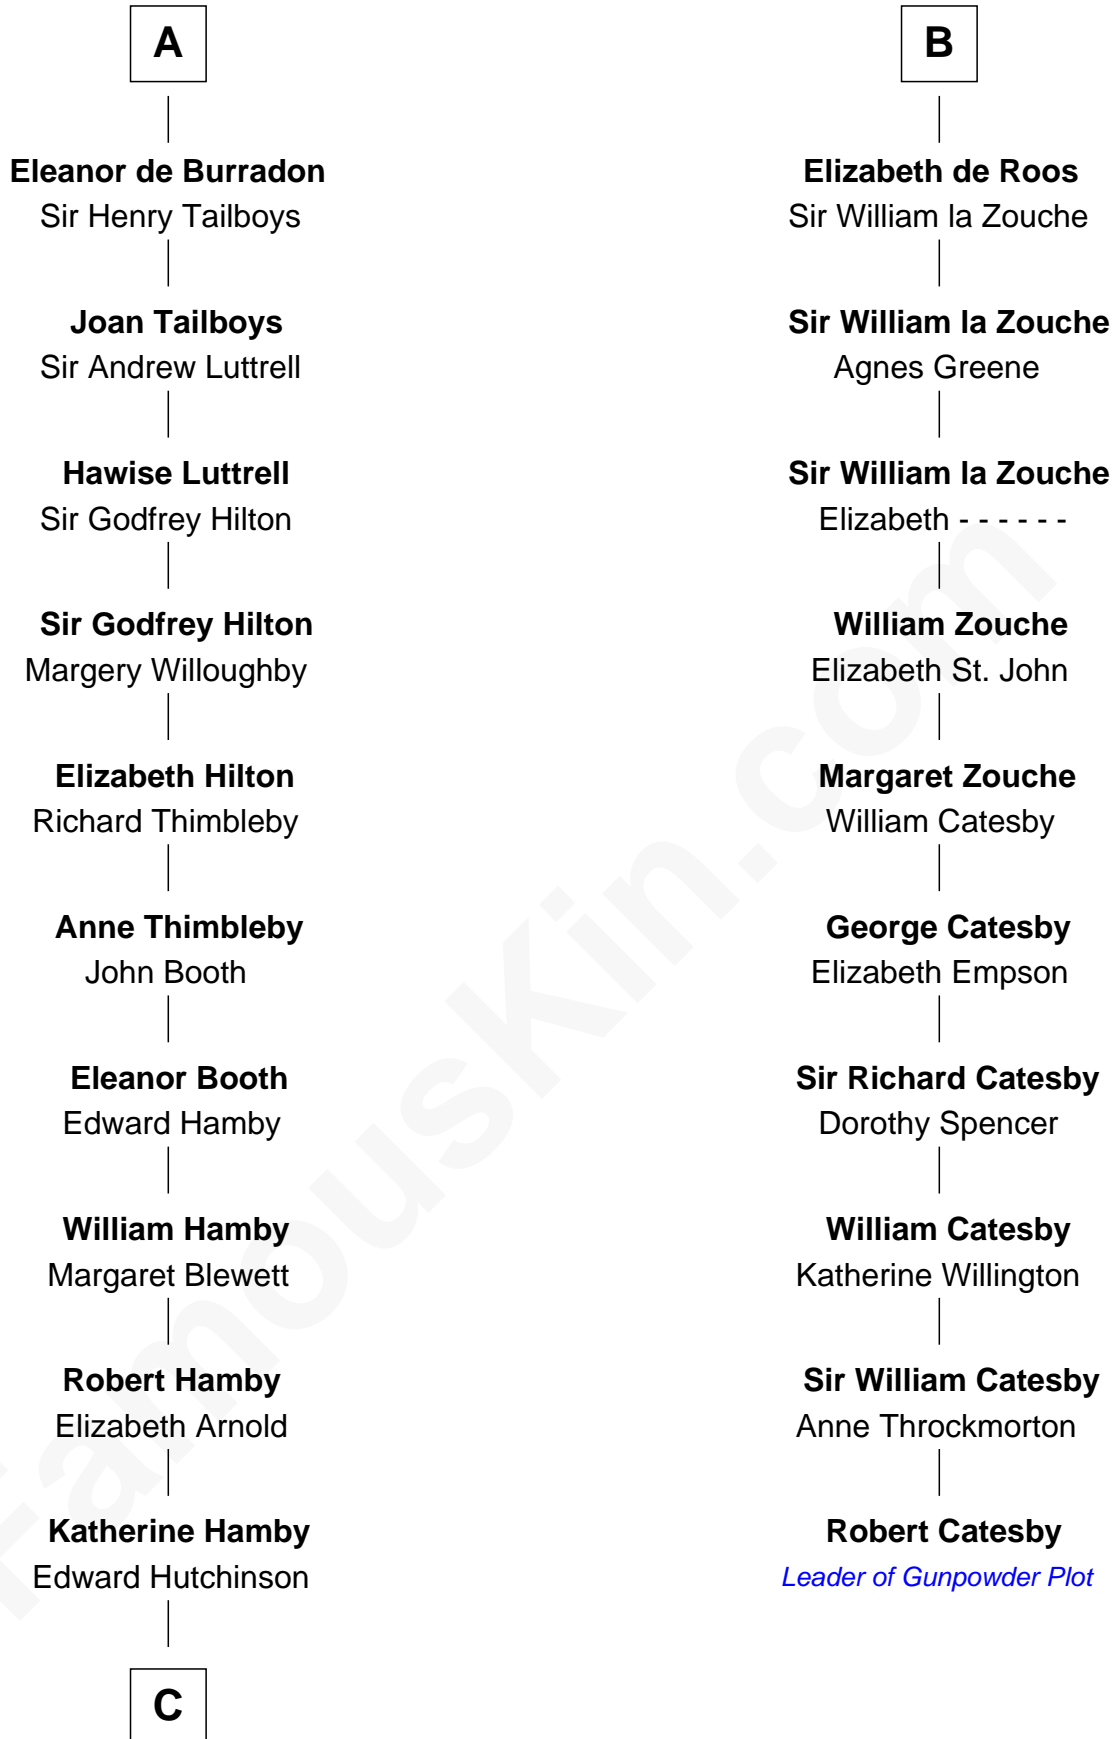 A
Eleanor de Burradon
Sir Henry Tailboys
Joan Tailboys
Sir Andrew Luttrell
Hawise Luttrell
Sir Godfrey Hilton
Sir Godfrey Hilton
Margery Willoughby
Elizabeth Hilton
Richard Thimbleby
Anne Thimbleby
John Booth
Eleanor Booth
Edward Hamby
William Hamby
Margaret Blewett
Robert Hamby
Elizabeth Arnold
Katherine Hamby
Edward Hutchinson
C
B
Elizabeth de Roos
Sir William la Zouche
Sir William la Zouche
Agnes Greene
Sir William la Zouche
Elizabeth - - - - - -
William Zouche
Elizabeth St. John
Margaret Zouche
William Catesby
George Catesby
Elizabeth Empson
Sir Richard Catesby
Dorothy Spencer
William Catesby
Katherine Willington
Sir William Catesby
Anne Throckmorton
Robert Catesby
Leader of Gunpowder Plot
FamousKin.com